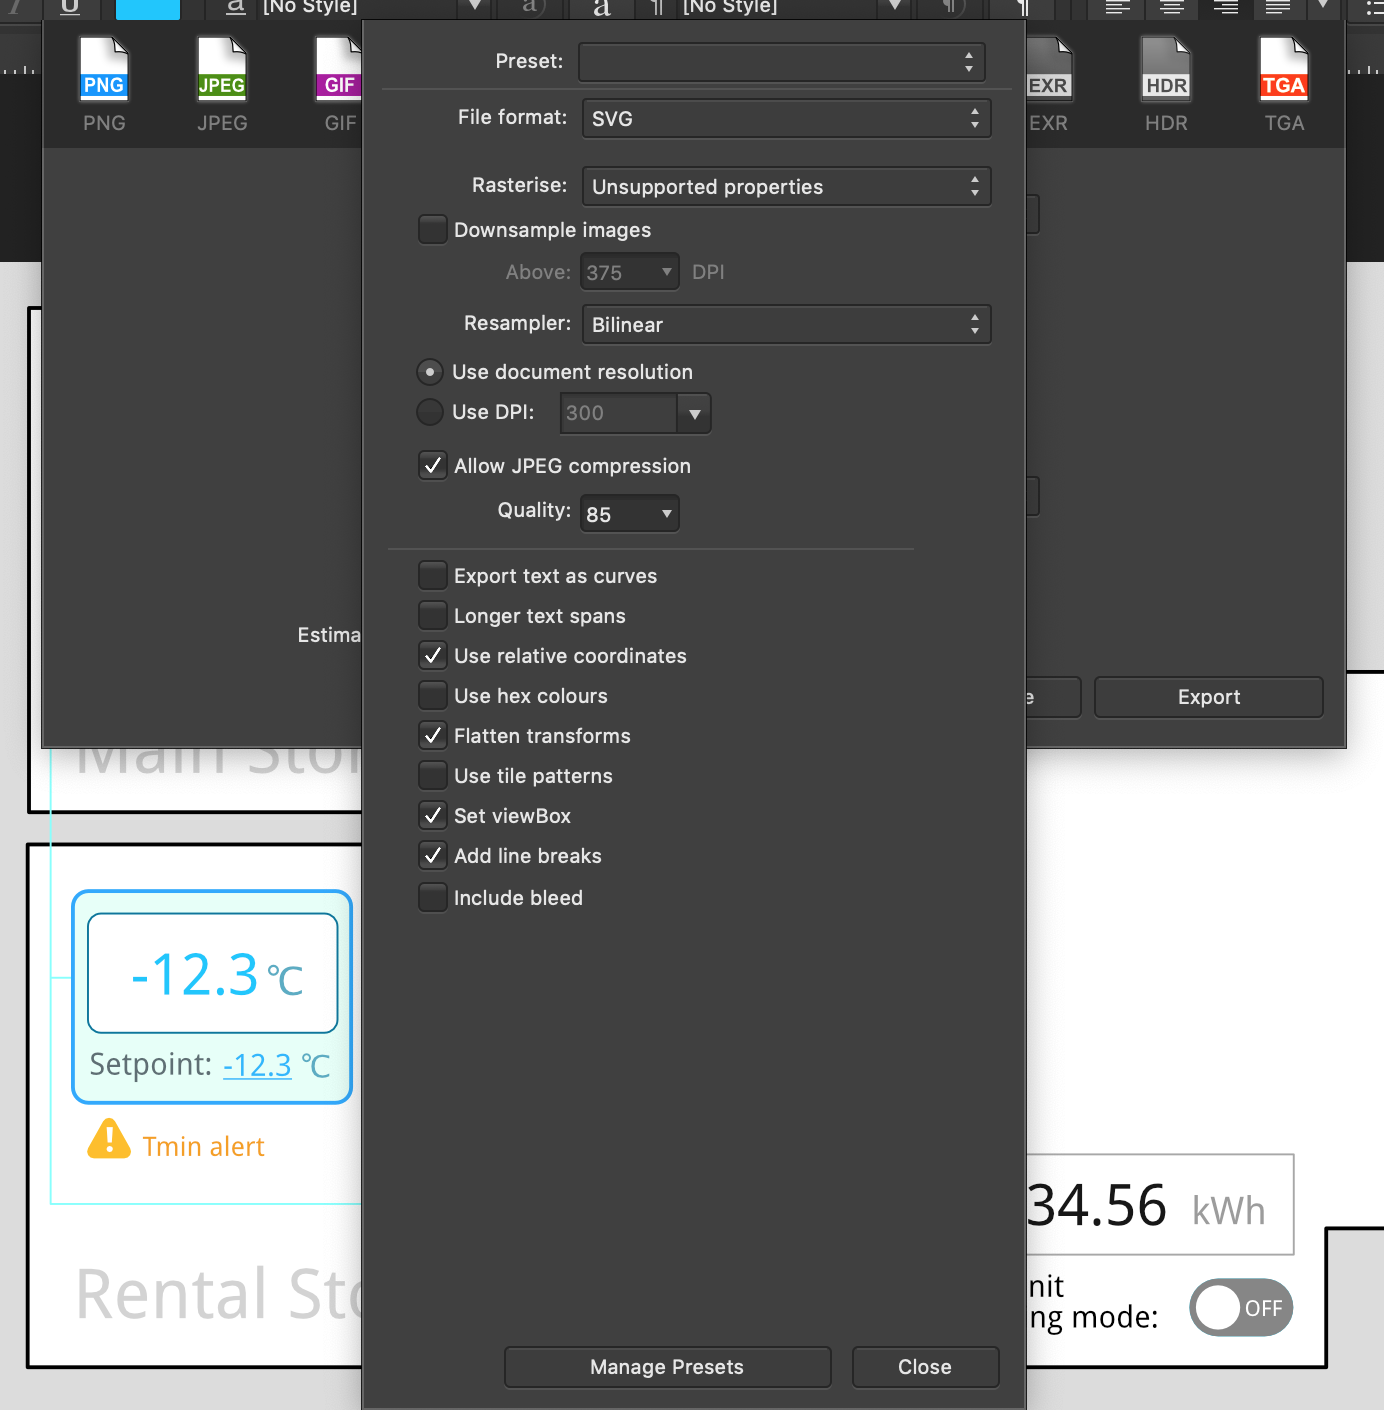 [No Style]
[No Style]
PNG
JPEG
GIF
EXR
HDR
TGA
PNG
JPEG
GIF
EXR
HDR
TGA
Preset:
File format: SVG
Rasterise: Unsupported properties
Downsample images
Above: 375 DPI
Resampler: Bilinear
Use document resolution
Use DPI: 300
Allow JPEG compression
Quality: 85
Export text as curves
Longer text spans
Estima
Use relative coordinates
Use hex colours
e
Export
Flatten transforms
Use tile patterns
Set viewBox
Add line breaks
Include bleed
Manage Presets
Close
Main Stor
-12.3 °C
Setpoint: -12.3 °C
Tmin alert
Rental Sto
34.56 kWh
nit
ng mode:
OFF